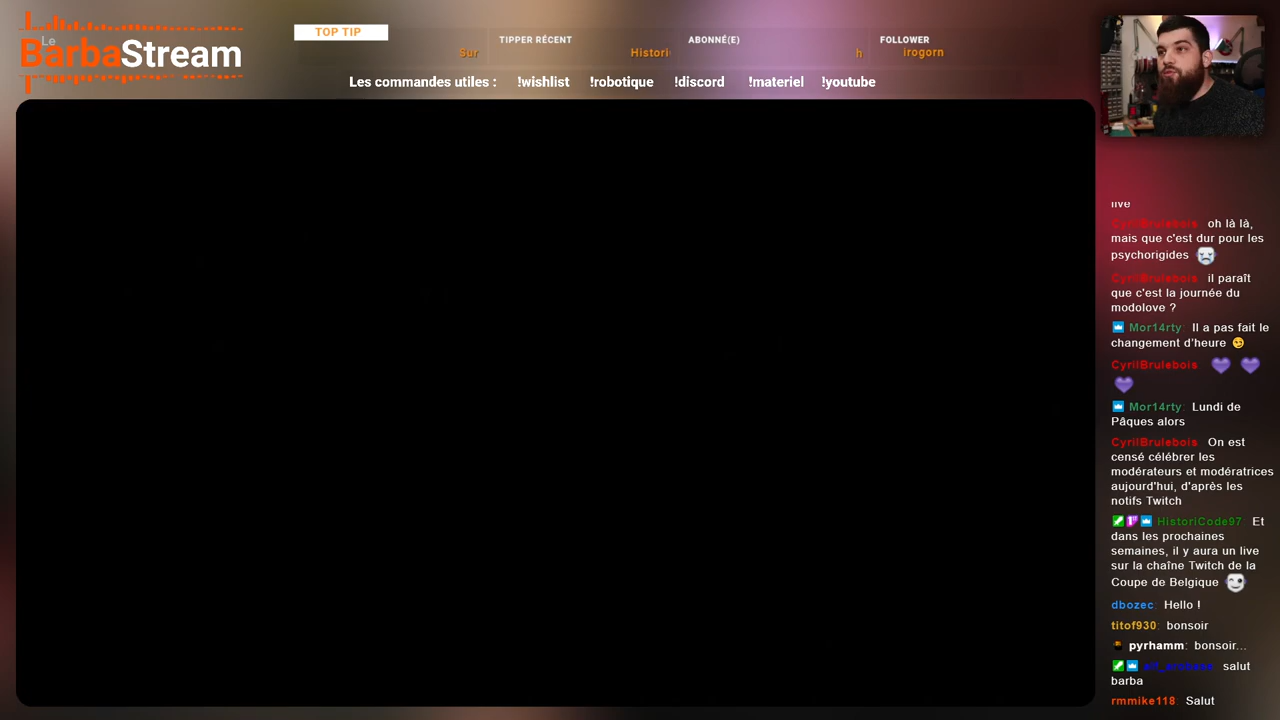 Le
BarbaStream
TOP TIP
TIPPER RÉCENT
Sur
ABONNÉ(E)
Histori
FOLLOWER
h irogorn
Les commandes utiles : !wishlist !robotique !discord !materiel !youtube
live
CyrilBrulebois oh là là,
mais que c'est dur pour les
psychorigides
CyrilBrulebois il paraît
que c'est la journée du
modolove ?
Mor14rty: Il a pas fait le
changement d'heure
CyrilBrulebois
Mor14rty: Lundi de
Pâques alors
CyrilBrulebois On est
censé célébrer les
modérateurs et modératrices
aujourd'hui, d'après les
notifs Twitch
HistoriCode97 Et
dans les prochaines
semaines, il y aura un live
sur la chaîne Twitch de la
Coupe de Belgique
dbozec: Hello !
titof930: bonsoir
pyrhamm: bonsoir...
salut
barba
rmmike118: Salut